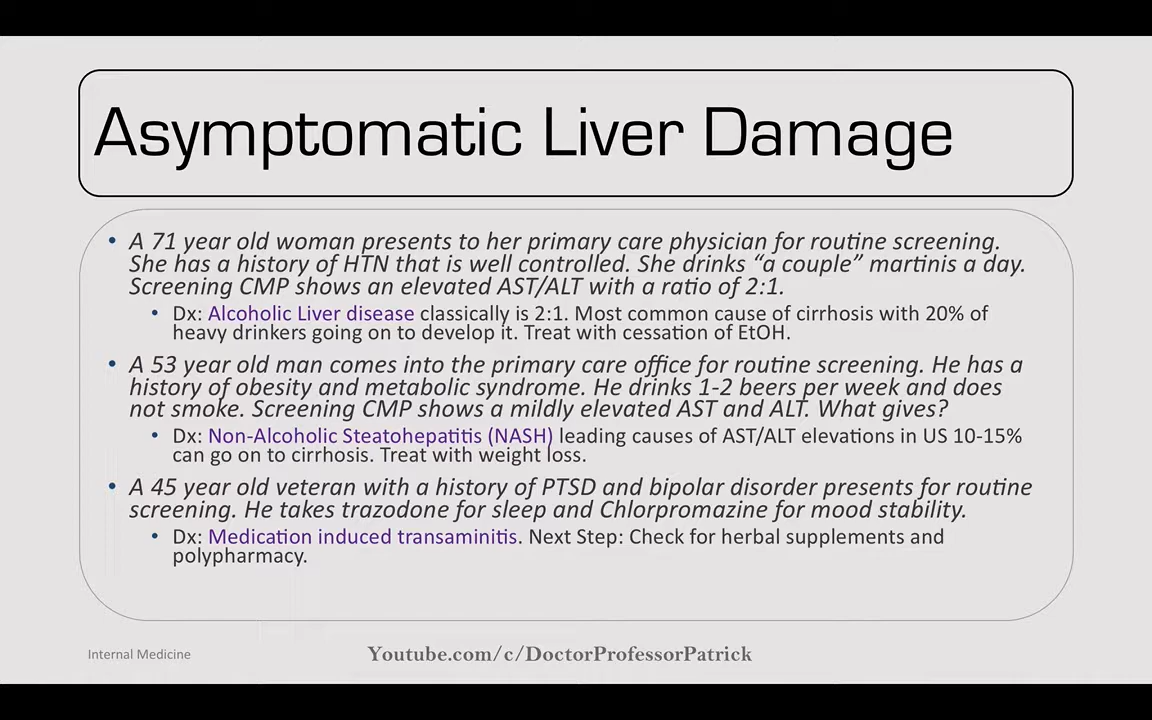 Asymptomatic Liver Damage
• A 71 year old woman presents to her primary care physician for routine screening.
She has a history of HTN that is well controlled. She drinks “a couple” martinis a day.
Screening CMP shows an elevated AST/ALT with a ratio of 2:1.
• Dx: Alcoholic Liver disease classically is 2:1. Most common cause of cirrhosis with 20% of
heavy drinkers going on to develop it. Treat with cessation of EtOH.
• A 53 year old man comes into the primary care office for routine screening. He has a
history of obesity and metabolic syndrome. He drinks 1-2 beers per week and does
not smoke. Screening CMP shows a mildly elevated AST and ALT. What gives?
• Dx: Non-Alcoholic Steatohepatitis (NASH) leading causes of AST/ALT elevations in US 10-15%
can go on to cirrhosis. Treat with weight loss.
• A 45 year old veteran with a history of PTSD and bipolar disorder presents for routine
screening. He takes trazodone for sleep and Chlorpromazine for mood stability.
• Dx: Medication induced transaminitis. Next Step: Check for herbal supplements and
polypharmacy.
Internal Medicine
Youtube.com/c/DoctorProfessorPatrick